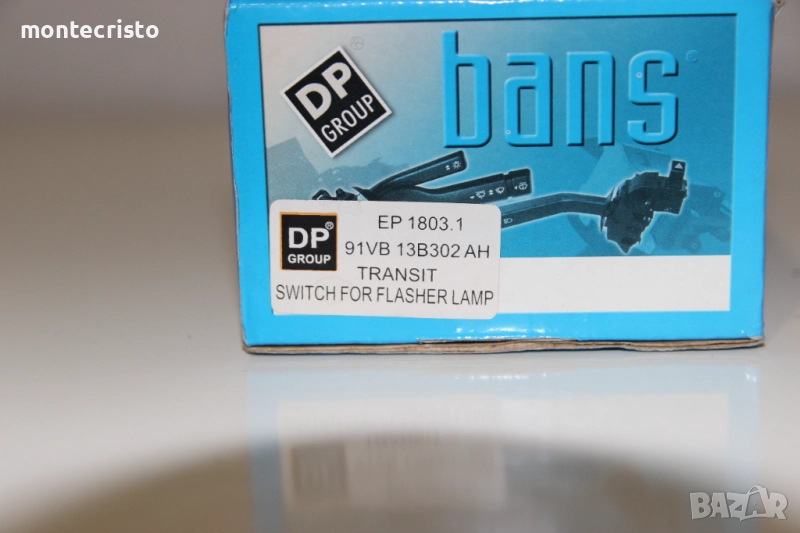 montecristo
DP
GROUP
bans
DP
GROUP
EP 1803.1
91VB 13B302 AH
TRANSIT
SWITCH FOR FLASHER LAMP
BAZAR